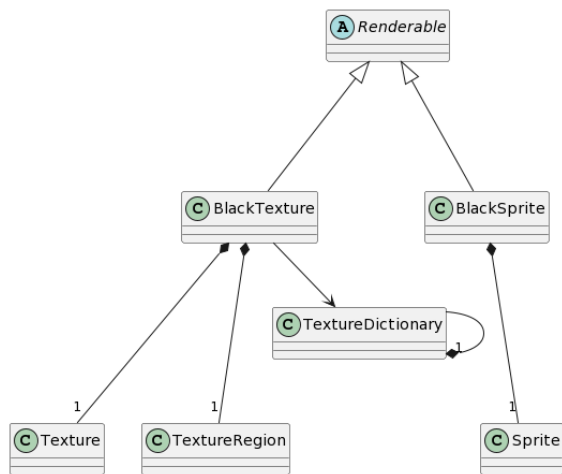 A Renderable
C BlackTexture
C BlackSprite
C TextureDictionary
1
1
1
1
C Texture
C TextureRegion
C Sprite